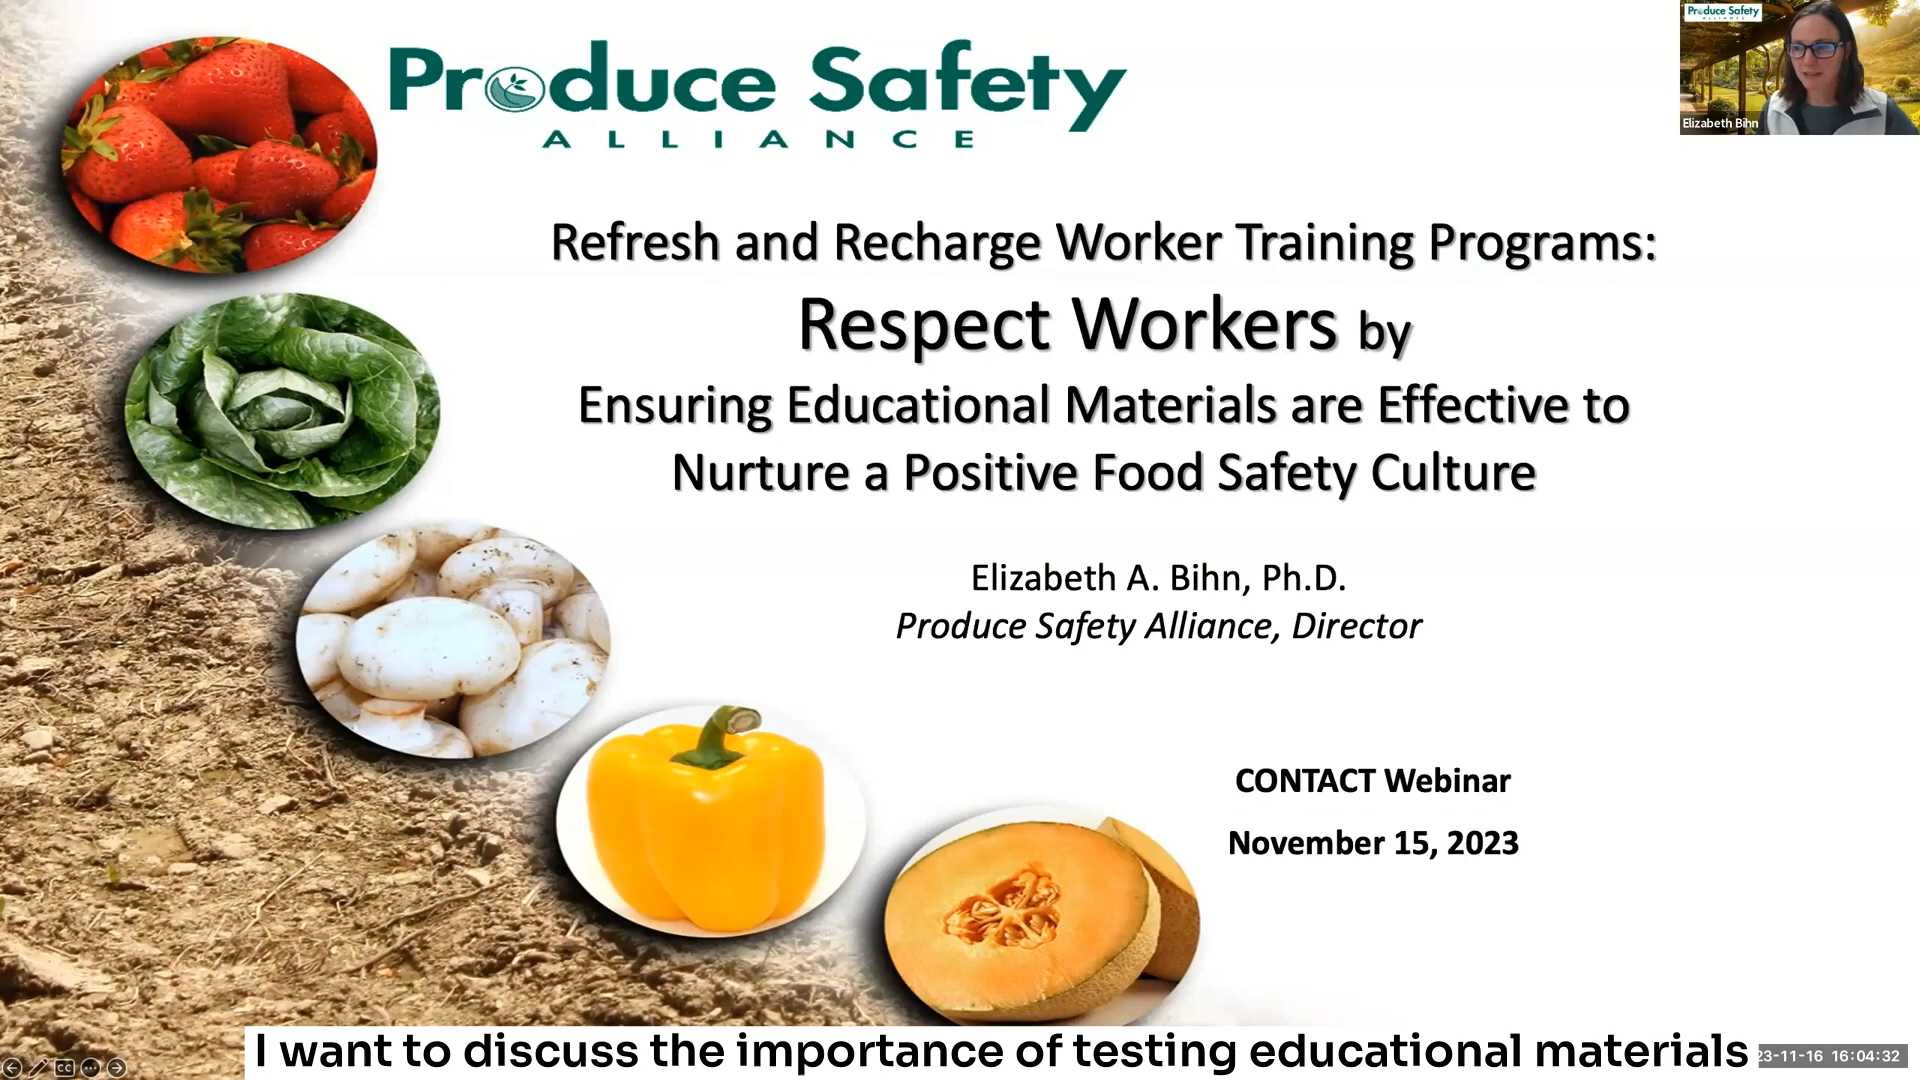 Produce Safety
ALLIANCE
Produce Safety
ALLIANCE
Elizabeth Bihn
Refresh and Recharge Worker Training Programs:
Respect Workers by
Ensuring Educational Materials are Effective to
Nurture a Positive Food Safety Culture
Elizabeth A. Bihn, Ph.D.
Produce Safety Alliance, Director
CONTACT Webinar
November 15, 2023
I want to discuss the importance of testing educational materials
23-11-16 16:04:32
CC